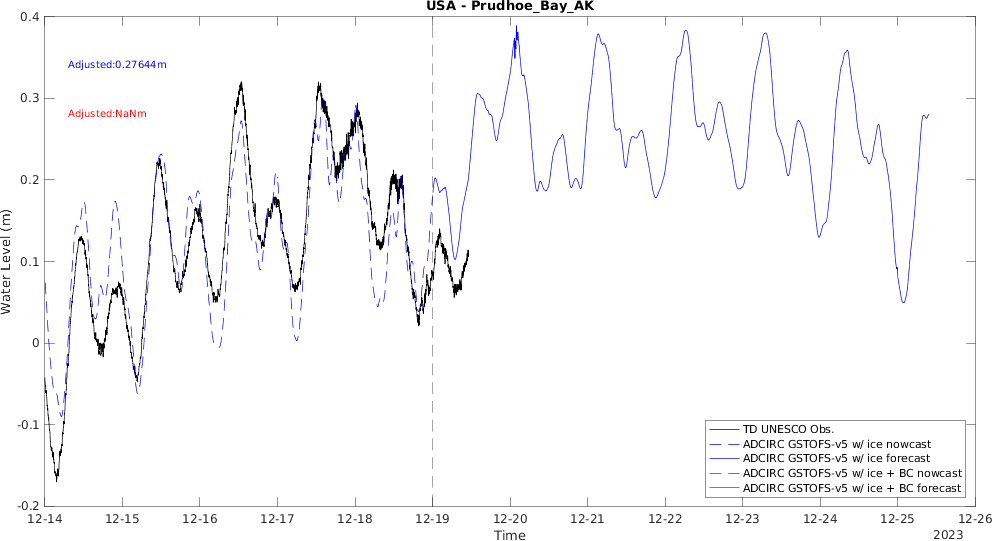 USA - Prudhoe_Bay_AK
Adjusted:0.27644m
Adjusted:NaNm
Water Level (m)
0.4
0.3
0.2
0.1
0
-0.1
-0.2
TD UNESCO Obs.
ADCIRC GSTOFS-v5 w/ ice nowcast
ADCIRC GSTOFS-v5 w/ ice forecast
ADCIRC GSTOFS-v5 w/ ice + BC nowcast
ADCIRC GSTOFS-v5 w/ ice + BC forecast
12-14 12-15 12-16 12-17 12-18 12-19 12-20 12-21 12-22 12-23 12-24 12-25 12-26
Time
2023